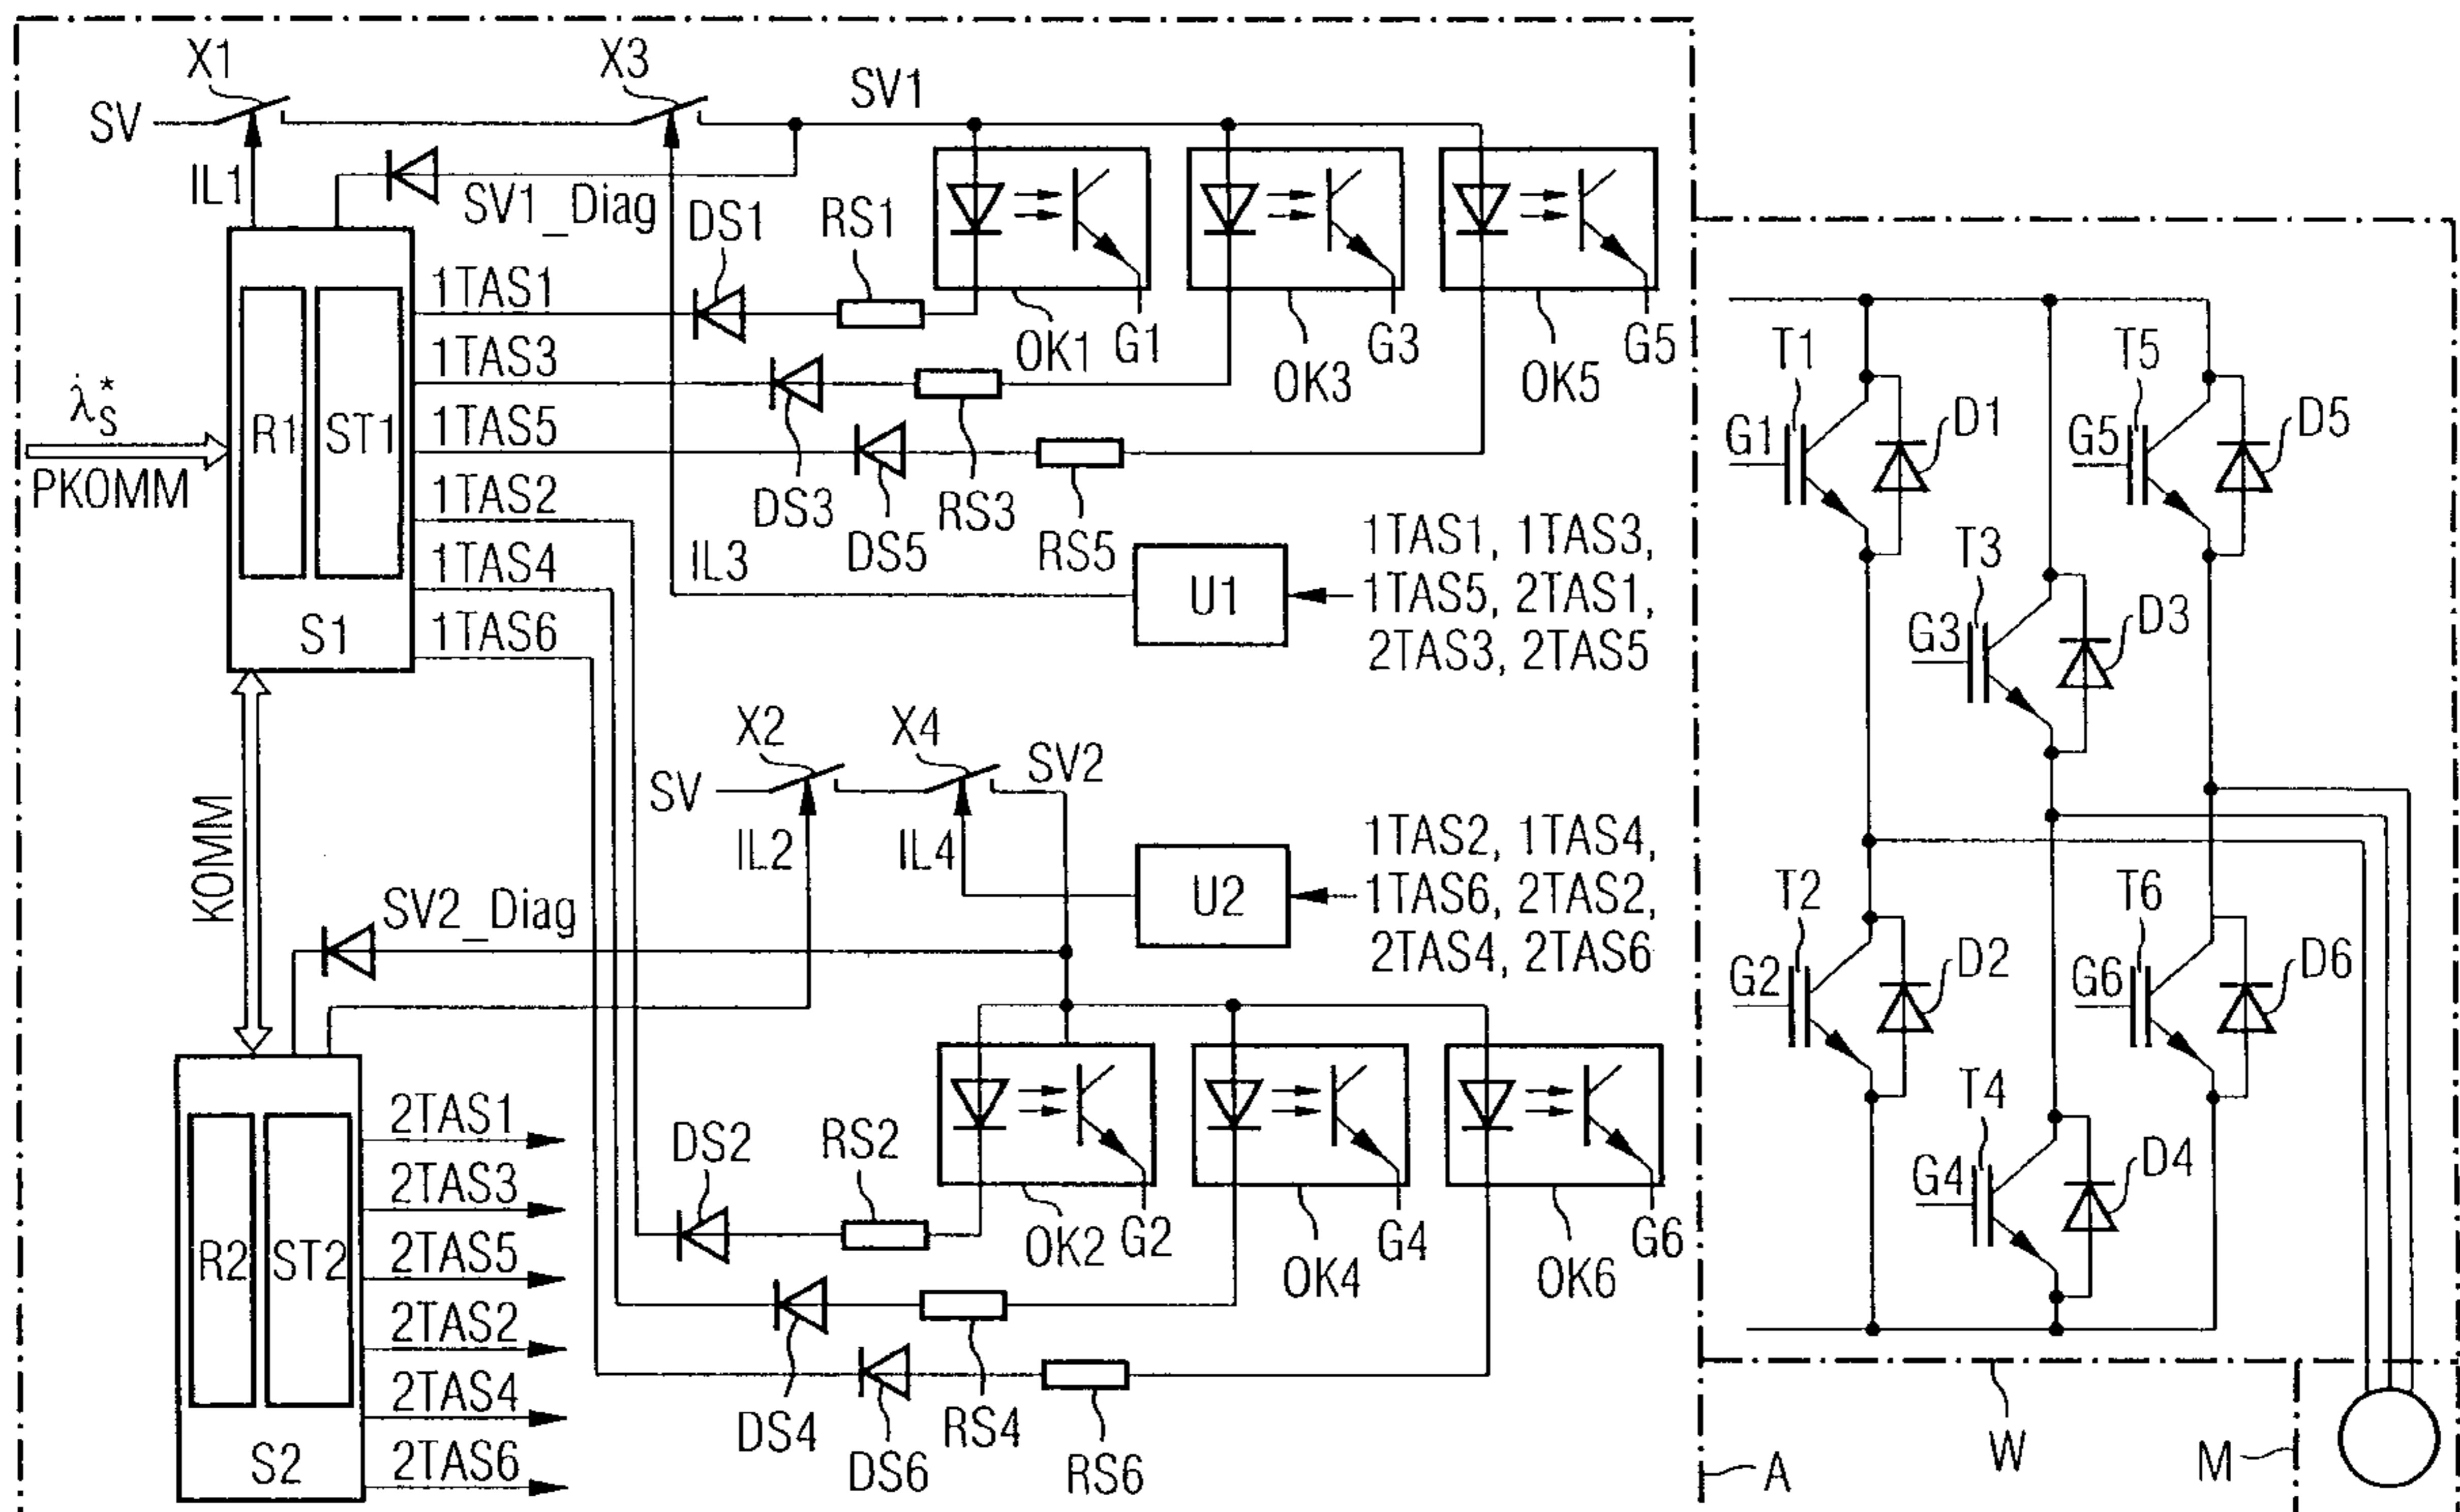 X1
X3
SV
SV1
IL1
SV1_Diag
DS1
RS1
OK1
G1
OK3
G3
OK5
G5
1TAS1
1TAS3
1TAS5
1TAS2
1TAS4
1TAS6
λ̇*S
PKOMM
R1
ST1
S1
DS3
RS3
DS5
RS5
IL3
U1
1TAS1, 1TAS3,
1TAS5, 2TAS1,
2TAS3, 2TAS5
X2
X4
SV
SV2
IL2
IL4
U2
1TAS2, 1TAS4,
1TAS6, 2TAS2,
2TAS4, 2TAS6
KOMM
SV2_Diag
R2
ST2
S2
2TAS1
2TAS3
2TAS5
2TAS2
2TAS4
2TAS6
DS2
RS2
OK2
G2
OK4
G4
OK6
G6
DS4
RS4
DS6
RS6
T1
T5
G1
D1
G5
D5
T3
G3
D3
T2
T6
G2
D2
G6
D6
T4
G4
D4
A
W
M